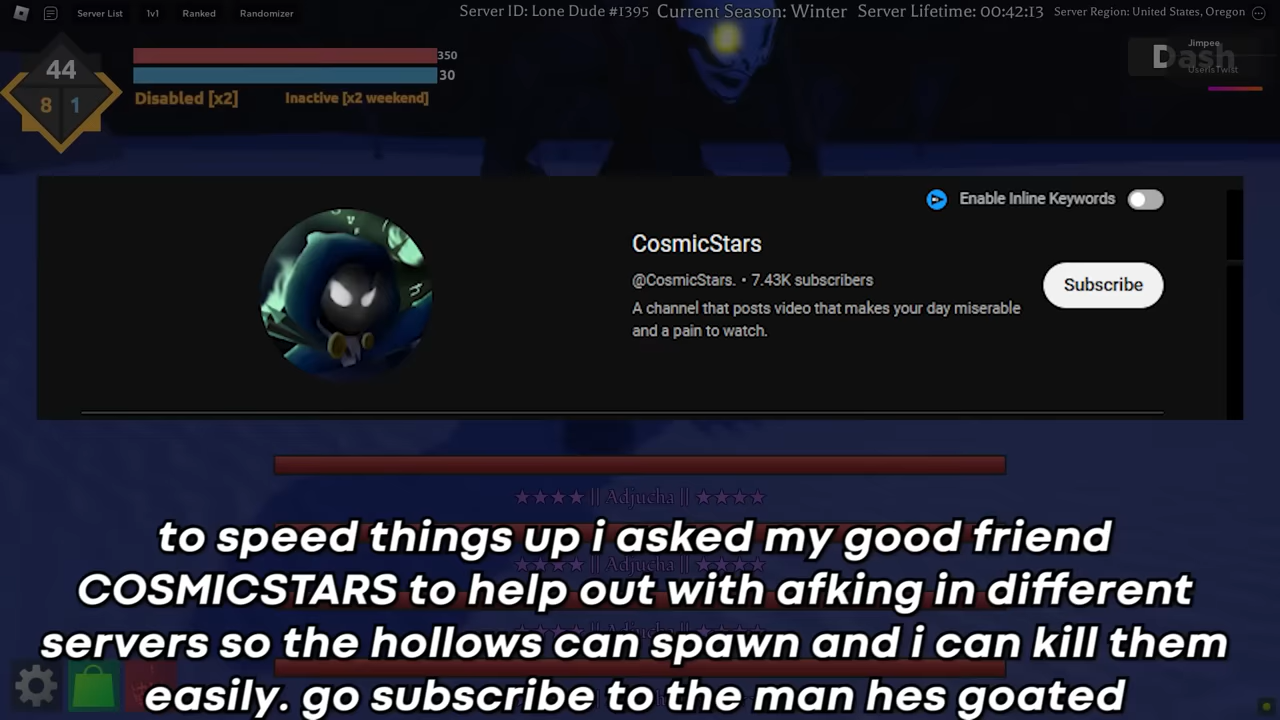 Server List 1v1 Ranked Randomizer Server ID: Lone Dude #1395 Current Season: Winter Server Lifetime: 00:42:13 Server Region: United States, Oregon
44
8 1
350
30
Disabled [x2] Inactive [x2 weekend]
Jimpee
Dash
UserIsTwist
Enable Inline Keywords
CosmicStars
@CosmicStars. • 7.43K subscribers
Subscribe
A channel that posts video that makes your day miserable
and a pain to watch.
★★★★ || Adjucha || ★★★★
to speed things up i asked my good friend
COSMICSTARS to help out with afking in different
servers so the hollows can spawn and i can kill them
easily. go subscribe to the man hes goated